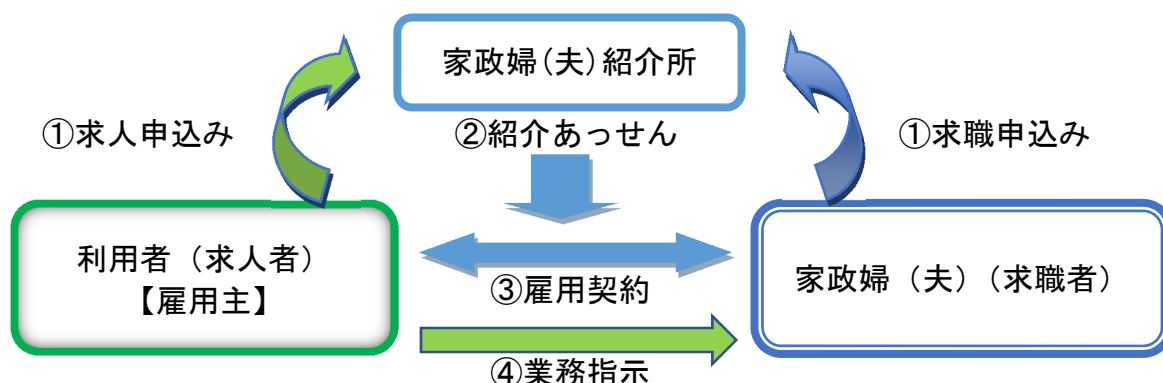 家政婦(夫)紹介所
①求人申込み
②紹介あっせん
①求職申込み
利用者（求人者）
【雇用主】
家政婦（夫）（求職者）
③雇用契約
④業務指示